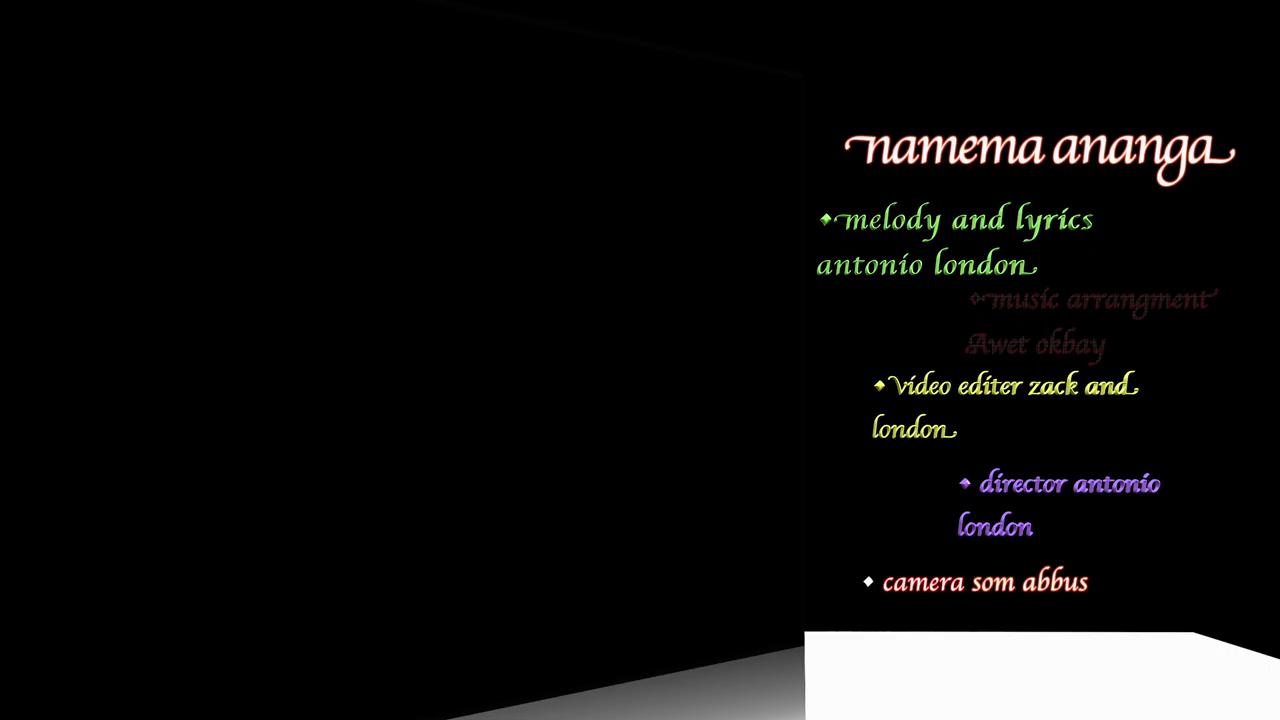 namema ananga
melody and lyrics
antonio london
music arrangment
Awet okbay
video editer zack and
london
director antonio
london
camera som abbus